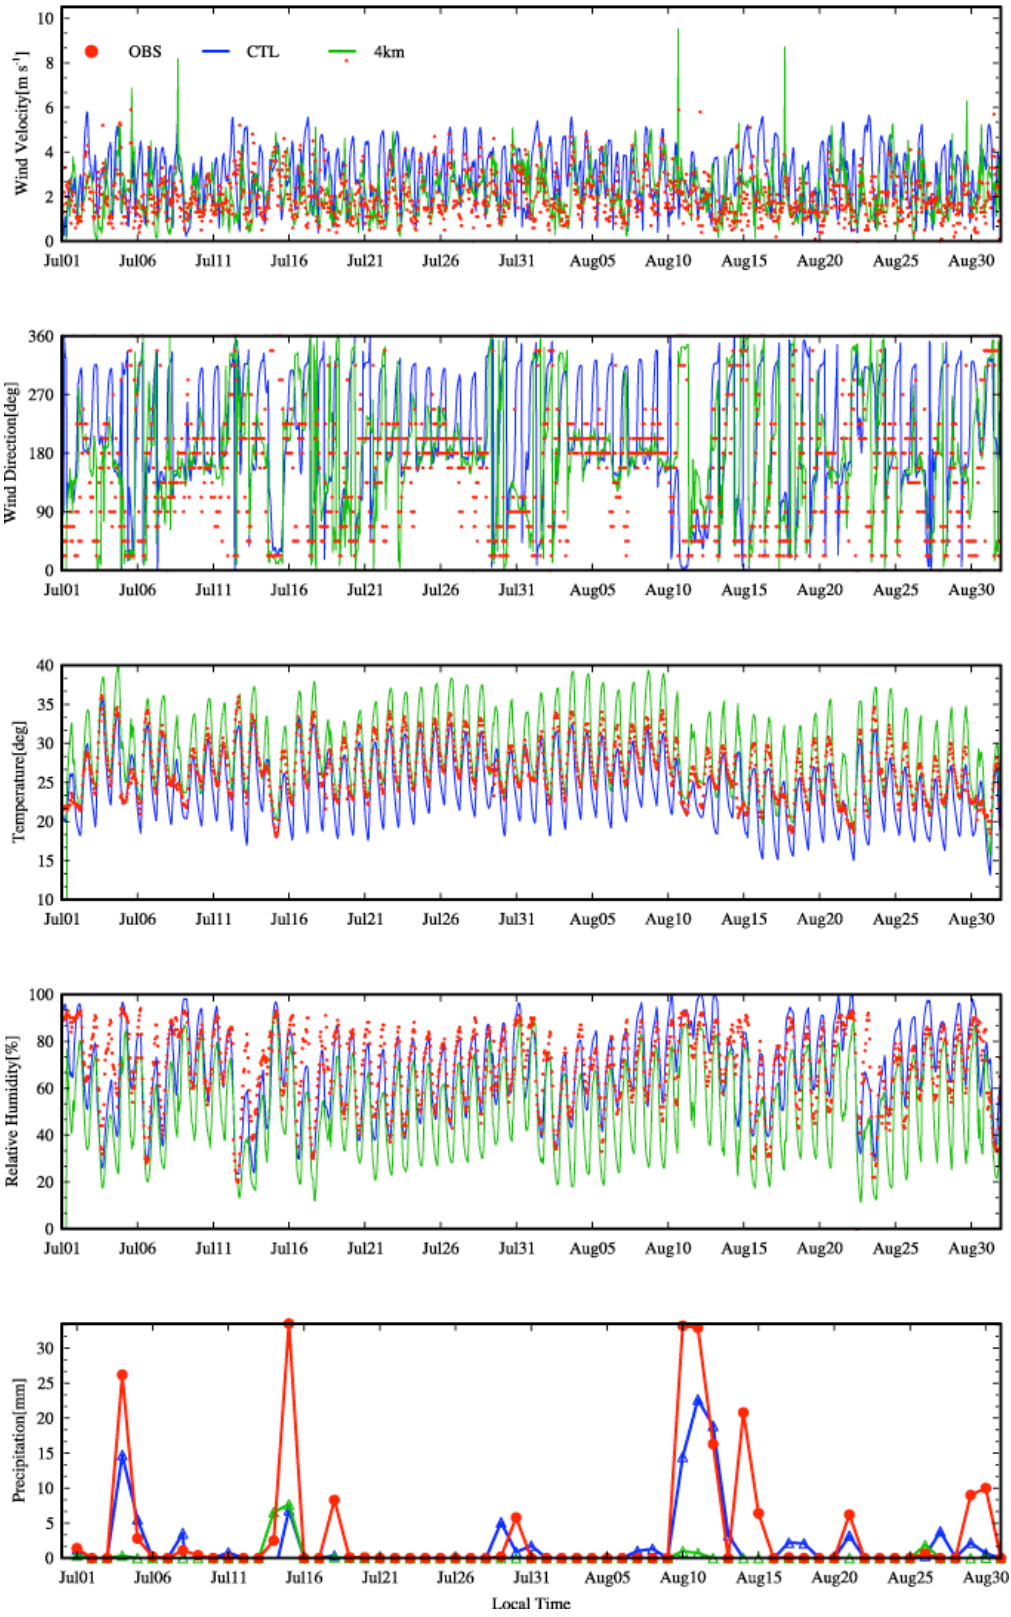 Wind Velocity[m s-1]
10
8
6
4
2
0
OBS CTL 4km
Jul01 Jul06 Jul11 Jul16 Jul21 Jul26 Jul31 Aug05 Aug10 Aug15 Aug20 Aug25 Aug30
Wind Direction[deg]
360
270
180
90
0
Jul01 Jul06 Jul11 Jul16 Jul21 Jul26 Jul31 Aug05 Aug10 Aug15 Aug20 Aug25 Aug30
Temperature[deg]
40
35
30
25
20
15
10
Jul01 Jul06 Jul11 Jul16 Jul21 Jul26 Jul31 Aug05 Aug10 Aug15 Aug20 Aug25 Aug30
Relative Humidity[%]
100
80
60
40
20
0
Jul01 Jul06 Jul11 Jul16 Jul21 Jul26 Jul31 Aug05 Aug10 Aug15 Aug20 Aug25 Aug30
Precipitation[mm]
30
25
20
15
10
5
0
Jul01 Jul06 Jul11 Jul16 Jul21 Jul26 Jul31 Aug05 Aug10 Aug15 Aug20 Aug25 Aug30
Local Time